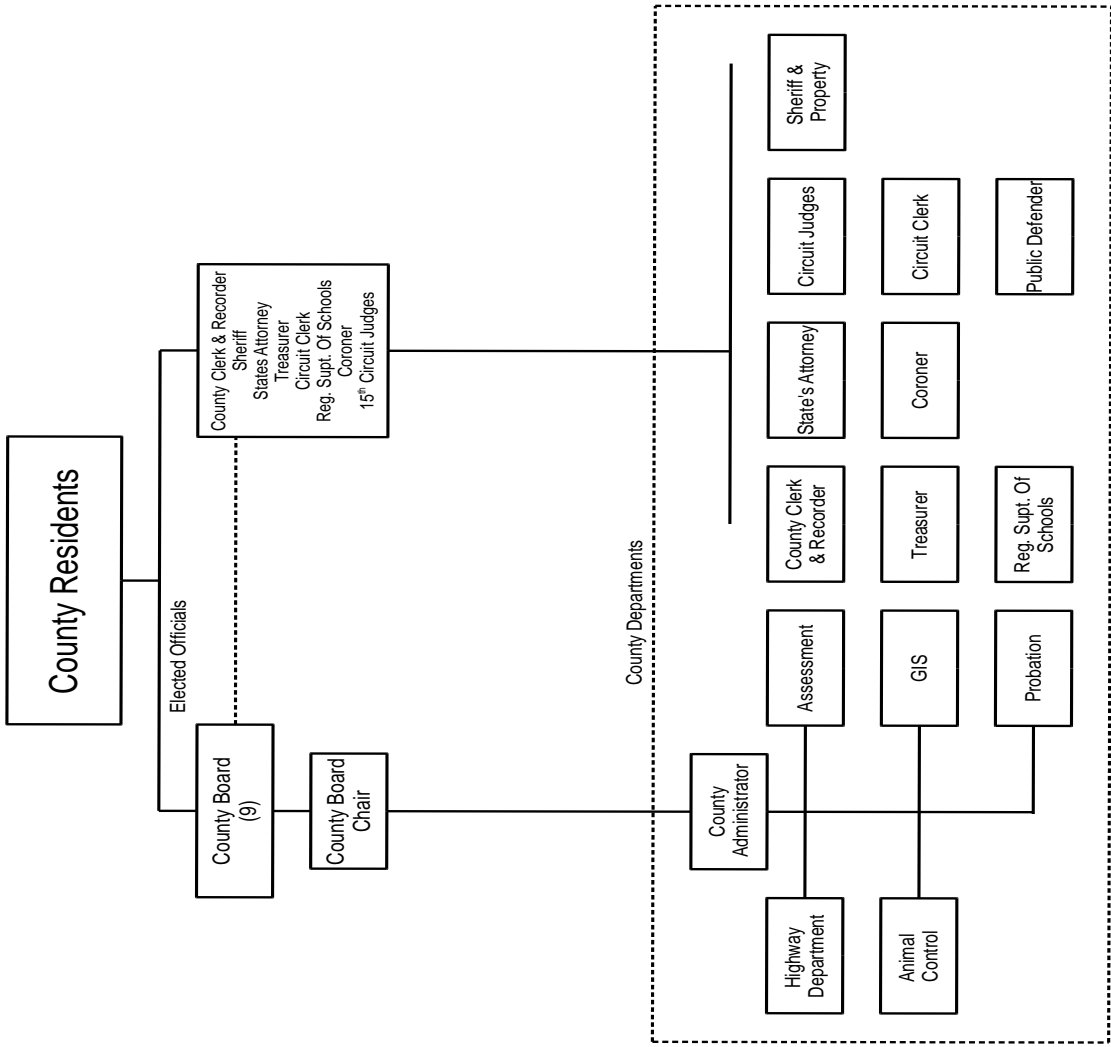 County Residents
Elected Officials
County Board
(9)
County Clerk & Recorder
Sheriff
States Attorney
Treasurer
Circuit Clerk
Reg. Supt. Of Schools
Coroner
15th Circuit Judges
County Board
Chair
County Departments
County
Administrator
Highway
Department
Assessment
County Clerk
& Recorder
State's Attorney
Circuit Judges
Sheriff &
Property
Animal
Control
GIS
Treasurer
Coroner
Circuit Clerk
Probation
Reg. Supt. Of
Schools
Public Defender